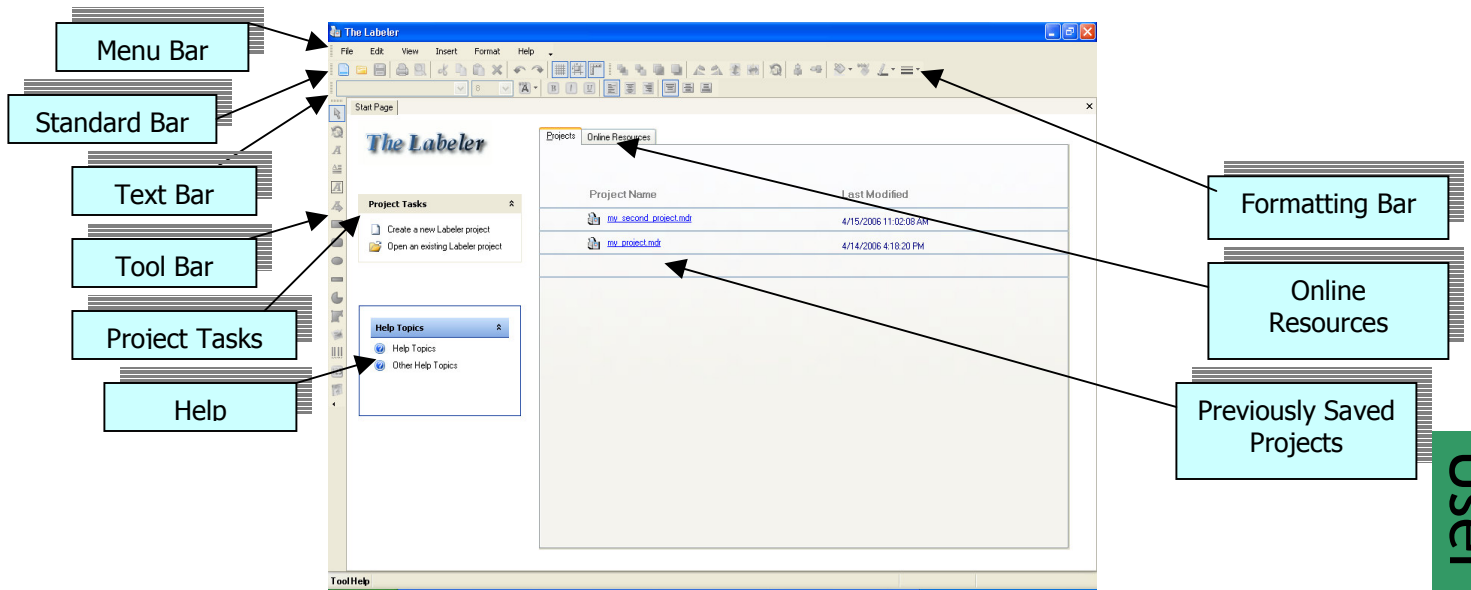 Menu Bar
Standard Bar
Text Bar
Tool Bar
Project Tasks
Help
The Labeler
File Edit View Insert Format Help
8
Start Page
The Labeler
Project Tasks
Create a new Labeler project
Open an existing Labeler project
Help Topics
Help Topics
Other Help Topics
Projects Online Resources
Project Name Last Modified
my_second_project.mdr 4/15/2006 11:02:08 AM
my_project.mdr 4/14/2006 4:18:20 PM
Tool Help
Formatting Bar
Online
Resources
Previously Saved
Projects
User